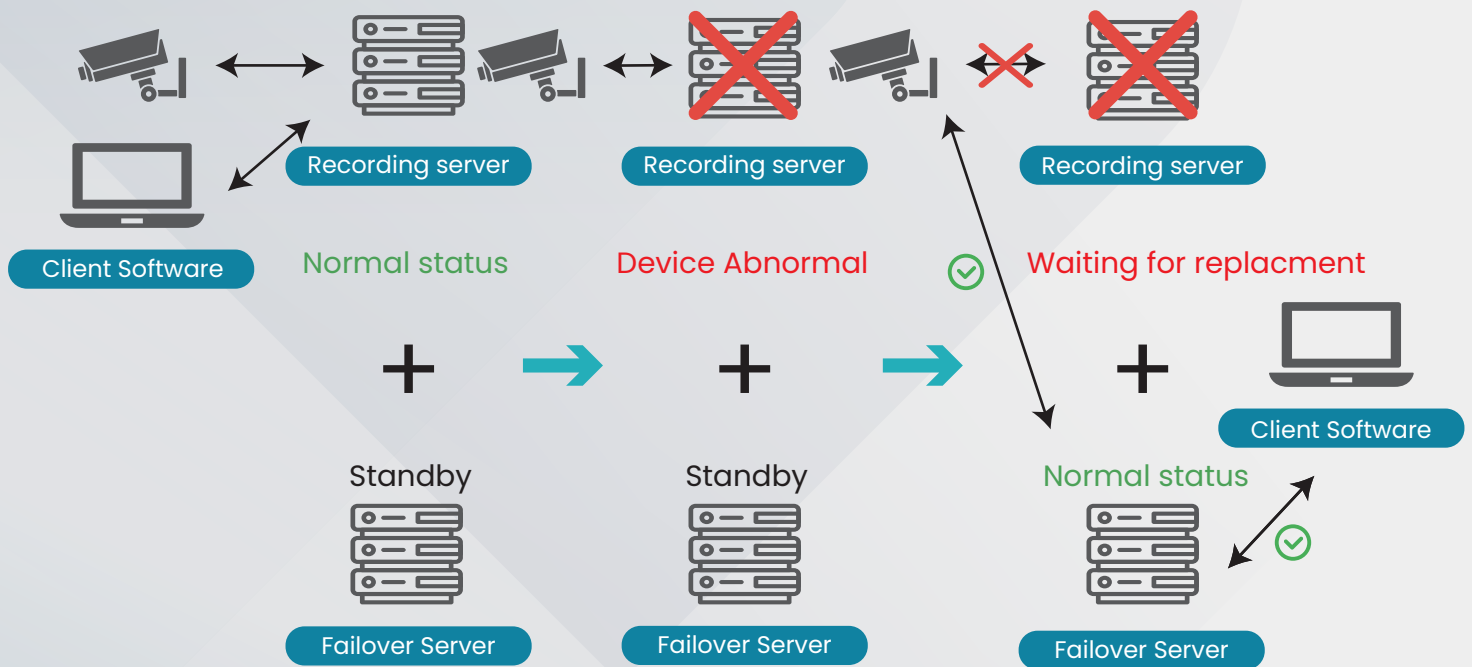 Recording server
Recording server
Recording server
Client Software
Normal status
Device Abnormal
Waiting for replacment
Client Software
Standby
Standby
Normal status
Failover Server
Failover Server
Failover Server